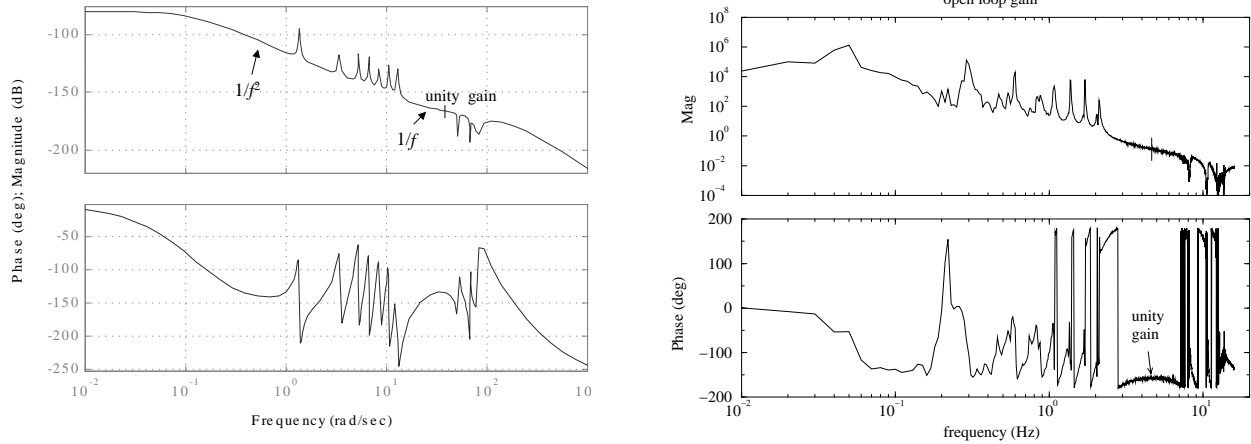 Phase (deg); Magnitude (dB)
-100
-150
-200
1/f²
unity gain
1/f
-50
-100
-150
-200
-250
10⁻² 10⁻¹ 10⁰ 10¹ 10² 10
Frequency (rad/sec)
open loop gain
Mag
10⁸
10⁶
10⁴
10²
10⁰
10⁻²
10⁻⁴
Phase (deg)
200
100
0
−100
−200
unity
gain
10⁻² 10⁻¹ 10⁰ 10¹
frequency (Hz)